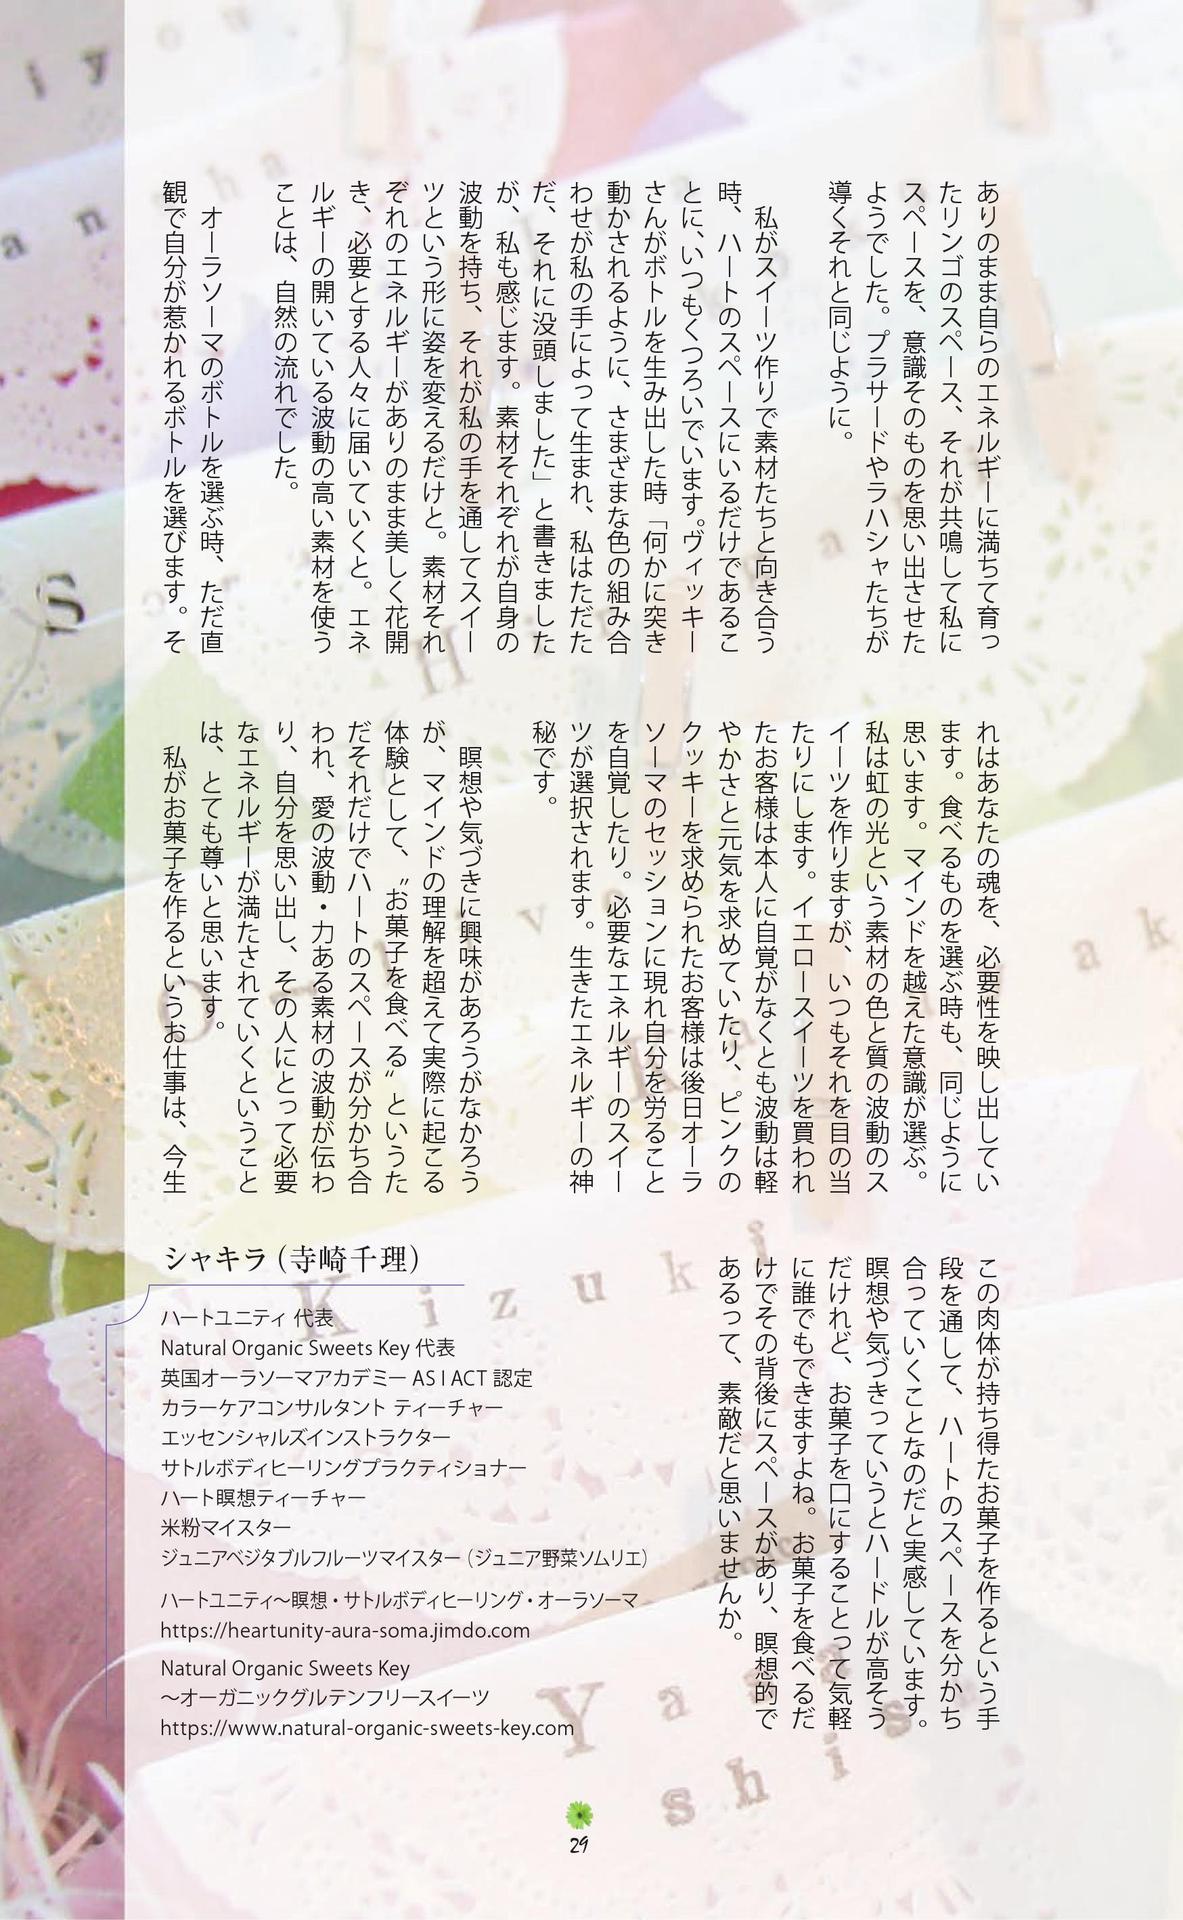 ありのまま自らのエネルギーに満ちて育っ
たリンゴのスペース、それが共鳴して私に
スペースを、意識そのものを思い出させた
ようでした。プラサードやラハシャたちが
導くそれと同じように。
私がスイーツ作りで素材たちと向き合う
時、ハートのスペースにいるだけであるこ
とに、いつもくつろいでいます。ヴィッキー
さんがボトルを生み出した時「何かに突き
動かされるように、さまざまな色の組み合
わせが私の手によって生まれ、私はただた
だ、それに没頭しました」と書きました
が、私も感じます。素材それぞれが自身の
波動を持ち、それが私の手を通してスイー
ツという形に姿を変えるだけと。素材それ
ぞれのエネルギーがありのまま美しく花開
き、必要とする人々に届いていくと。エネ
ルギーの開いている波動の高い素材を使う
ことは、自然の流れでした。
オーラソーマのボトルを選ぶ時、ただ直
観で自分が惹かれるボトルを選びます。そ
れはあなたの魂を、必要性を映し出してい
ます。食べるものを選ぶ時も、同じように
思います。マインドを越えた意識が選ぶ。
私は虹の光という素材の色と質の波動のス
イーツを作りますが、いつもそれを目の当
たりにします。イエロースイーツを買われ
たお客様は本人に自覚がなくとも波動は軽
やかさと元気を求めていたり、ピンクの
クッキーを求められたお客様は後日オーラ
ソーマのセッションに現れ自分を労ること
を自覚したり。必要なエネルギーのスイー
ツが選択されます。生きたエネルギーの神
秘です。
瞑想や気づきに興味があろうがなかろう
が、マインドの理解を超えて実際に起こる
体験として、〝お菓子を食べる〟というた
だそれだけでハートのスペースが分かち合
われ、愛の波動・力ある素材の波動が伝わ
り、自分を思い出し、その人にとって必要
なエネルギーが満たされていくということ
は、とても尊いと思います。
私がお菓子を作るというお仕事は、今生
この肉体が持ち得たお菓子を作るという手
段を通して、ハートのスペースを分かち
合っていくことなのだと実感しています。
瞑想や気づきっていうとハードルが高そう
だけれど、お菓子を口にすることって気軽
に誰でもできますよね。お菓子を食べるだ
けでその背後にスペースがあり、瞑想的で
あるって、素敵だと思いませんか。
シャキラ（寺崎千理）
ハートユニティ 代表
Natural Organic Sweets Key 代表
英国オーラソーマアカデミー AS I ACT 認定
カラーケアコンサルタント ティーチャー
エッセンシャルズインストラクター
サトルボディヒーリングプラクティショナー
ハート瞑想ティーチャー
米粉マイスター
ジュニアベジタブルフルーツマイスター（ジュニア野菜ソムリエ）
ハートユニティ〜瞑想・サトルボディヒーリング・オーラソーマ
https://heartunity-aura-soma.jimdo.com
Natural Organic Sweets Key
〜オーガニックグルテンフリースイーツ
https://www.natural-organic-sweets-key.com
29
Kizuki